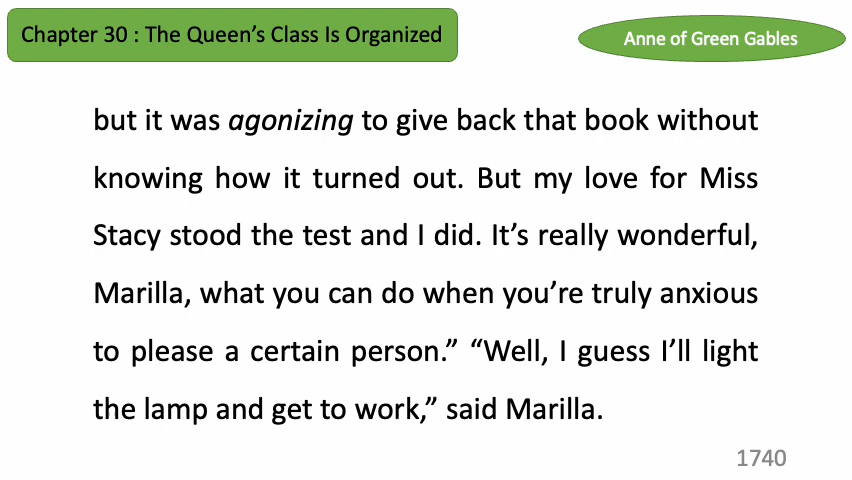 Chapter 30 : The Queen’s Class Is Organized
Anne of Green Gables
but it was agonizing to give back that book without
knowing how it turned out. But my love for Miss
Stacy stood the test and I did. It’s really wonderful,
Marilla, what you can do when you’re truly anxious
to please a certain person.” “Well, I guess I’ll light
the lamp and get to work,” said Marilla.
1740